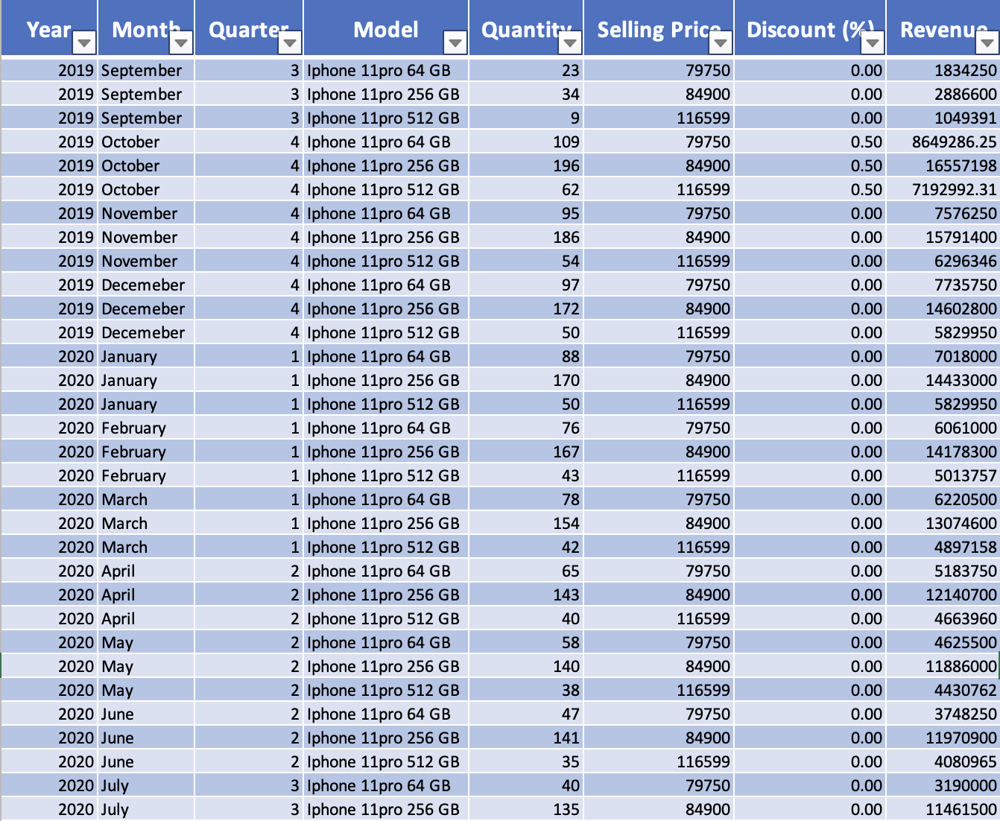 Year Month Quarter Model Quantity Selling Price Discount (%) Revenue
2019 September 3 Iphone 11pro 64 GB 23 79750 0.00 1834250
2019 September 3 Iphone 11pro 256 GB 34 84900 0.00 2886600
2019 September 3 Iphone 11pro 512 GB 9 116599 0.00 1049391
2019 October 4 Iphone 11pro 64 GB 109 79750 0.50 8649286.25
2019 October 4 Iphone 11pro 256 GB 196 84900 0.50 16557198
2019 October 4 Iphone 11pro 512 GB 62 116599 0.50 7192992.31
2019 November 4 Iphone 11pro 64 GB 95 79750 0.00 7576250
2019 November 4 Iphone 11pro 256 GB 186 84900 0.00 15791400
2019 November 4 Iphone 11pro 512 GB 54 116599 0.00 6296346
2019 Decemeber 4 Iphone 11pro 64 GB 97 79750 0.00 7735750
2019 Decemeber 4 Iphone 11pro 256 GB 172 84900 0.00 14602800
2019 Decemeber 4 Iphone 11pro 512 GB 50 116599 0.00 5829950
2020 January 1 Iphone 11pro 64 GB 88 79750 0.00 7018000
2020 January 1 Iphone 11pro 256 GB 170 84900 0.00 14433000
2020 January 1 Iphone 11pro 512 GB 50 116599 0.00 5829950
2020 February 1 Iphone 11pro 64 GB 76 79750 0.00 6061000
2020 February 1 Iphone 11pro 256 GB 167 84900 0.00 14178300
2020 February 1 Iphone 11pro 512 GB 43 116599 0.00 5013757
2020 March 1 Iphone 11pro 64 GB 78 79750 0.00 6220500
2020 March 1 Iphone 11pro 256 GB 154 84900 0.00 13074600
2020 March 1 Iphone 11pro 512 GB 42 116599 0.00 4897158
2020 April 2 Iphone 11pro 64 GB 65 79750 0.00 5183750
2020 April 2 Iphone 11pro 256 GB 143 84900 0.00 12140700
2020 April 2 Iphone 11pro 512 GB 40 116599 0.00 4663960
2020 May 2 Iphone 11pro 64 GB 58 79750 0.00 4625500
2020 May 2 Iphone 11pro 256 GB 140 84900 0.00 11886000
2020 May 2 Iphone 11pro 512 GB 38 116599 0.00 4430762
2020 June 2 Iphone 11pro 64 GB 47 79750 0.00 3748250
2020 June 2 Iphone 11pro 256 GB 141 84900 0.00 11970900
2020 June 2 Iphone 11pro 512 GB 35 116599 0.00 4080965
2020 July 3 Iphone 11pro 64 GB 40 79750 0.00 3190000
2020 July 3 Iphone 11pro 256 GB 135 84900 0.00 11461500